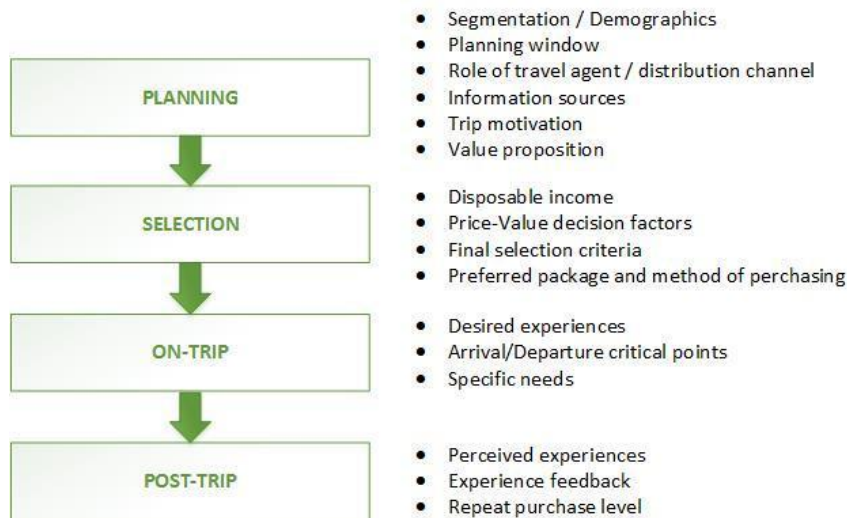 PLANNING
• Segmentation / Demographics
• Planning window
• Role of travel agent / distribution channel
• Information sources
• Trip motivation
• Value proposition
SELECTION
• Disposable income
• Price-Value decision factors
• Final selection criteria
• Preferred package and method of perchasing
ON-TRIP
• Desired experiences
• Arrival/Departure critical points
• Specific needs
POST-TRIP
• Perceived experiences
• Experience feedback
• Repeat purchase level